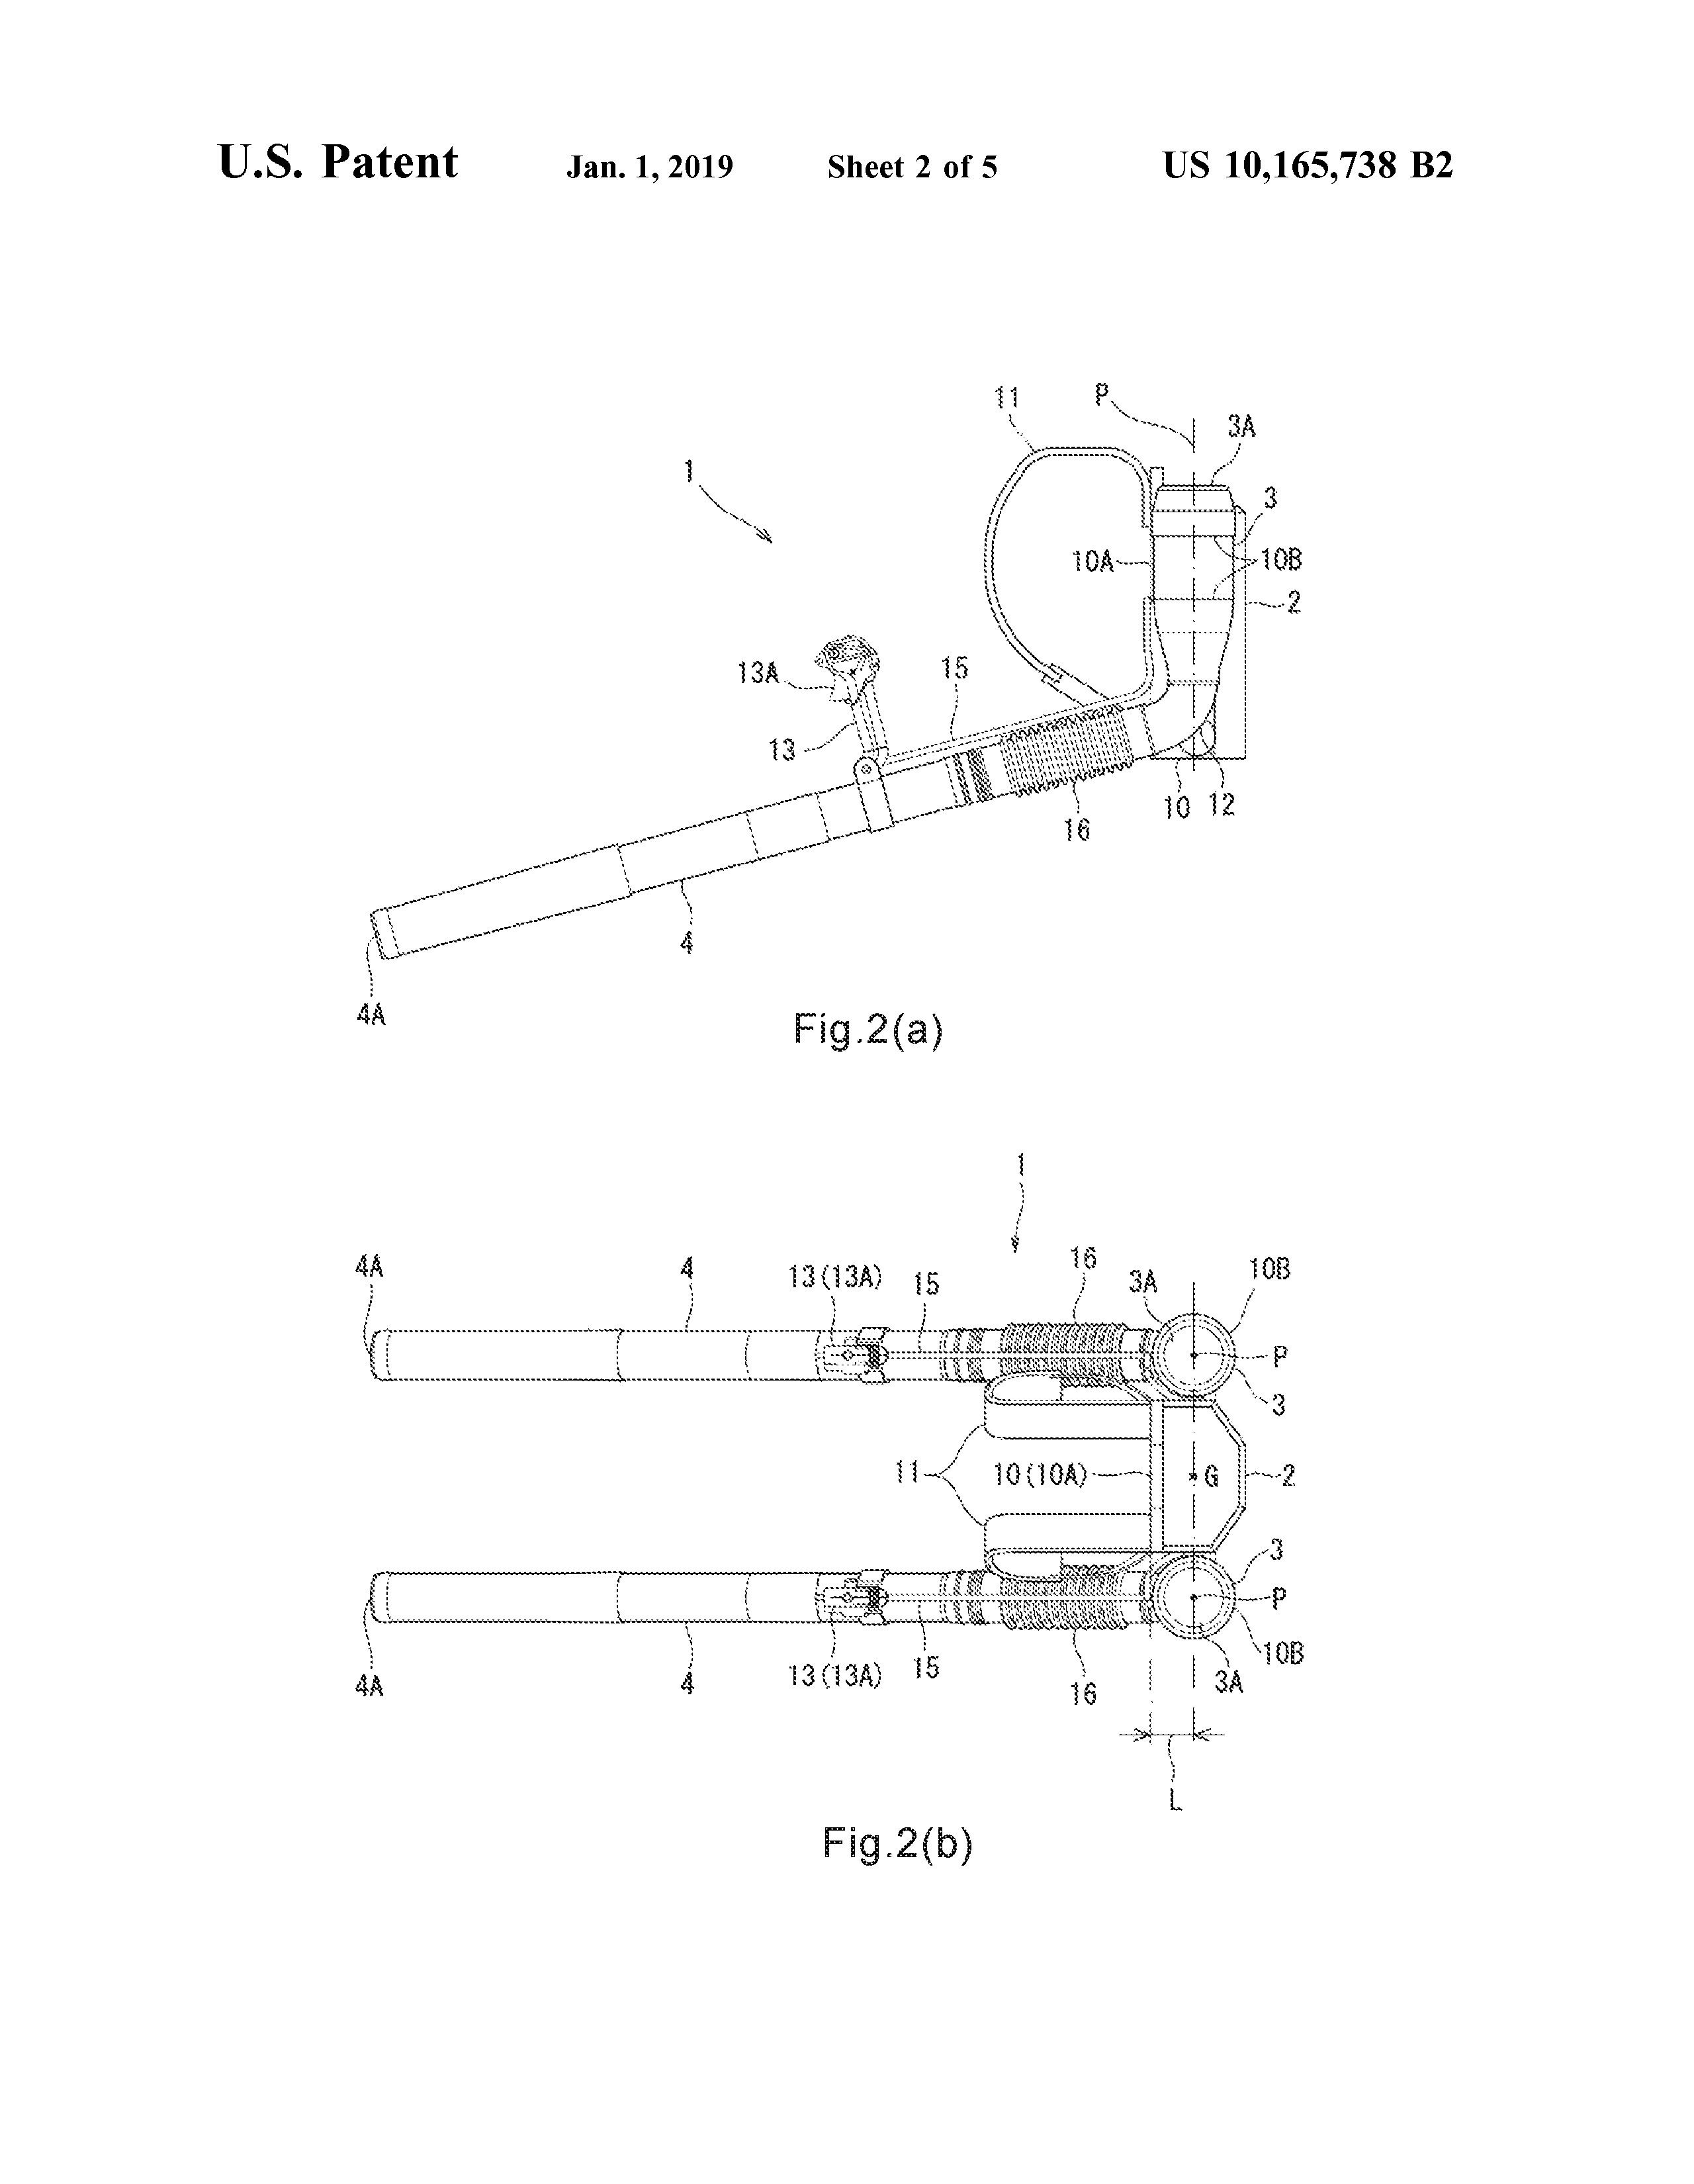 U.S. Patent Jan. 1, 2019 Sheet 2 of 5 US 10,165,738 B2
11
P
3A
1
3
10A
10B
2
13A
15
13
10
12
16
4
4A
Fig.2(a)
1
4A
4
13(13A)
15
16
3A
10B
P
3
11
10(10A)
G
2
3
P
10B
4A
4
13(13A)
15
16
3A
L
Fig.2(b)